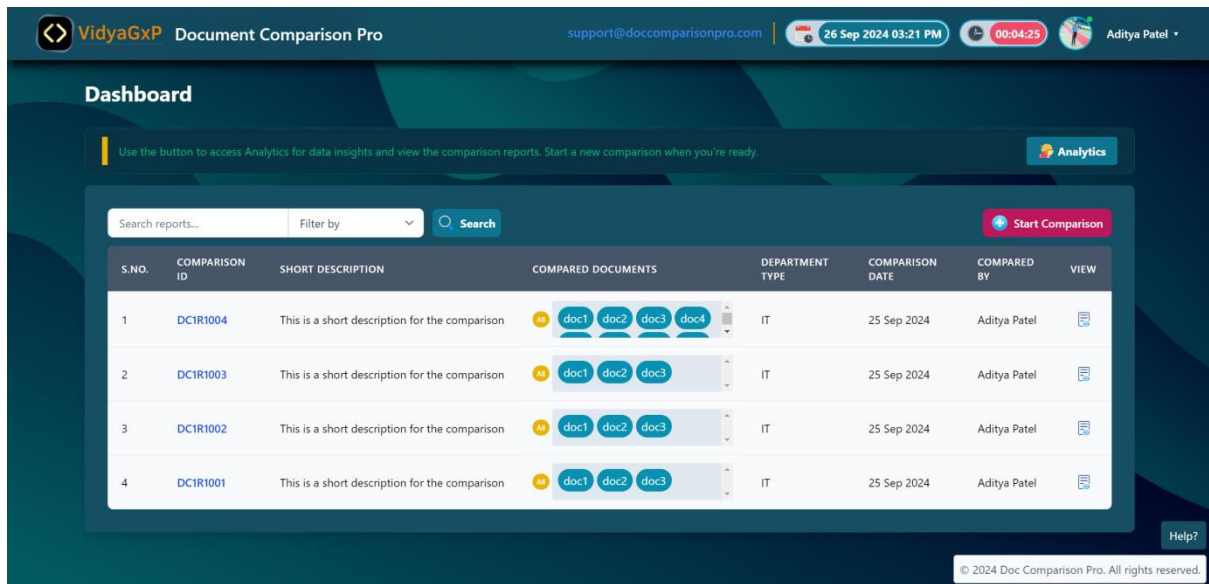 VidyaGxP Document Comparison Pro support@doccomparisonpro.com 26 Sep 2024 03:21 PM 00:04:25 Aditya Patel
Dashboard
Use the button to access Analytics for data insights and view the comparison reports. Start a new comparison when you're ready. Analytics
Search reports... Filter by Search Start Comparison
S.NO. COMPARISON ID SHORT DESCRIPTION COMPARED DOCUMENTS DEPARTMENT TYPE COMPARISON DATE COMPARED BY VIEW
1 DC1R1004 This is a short description for the comparison All doc1 doc2 doc3 doc4 IT 25 Sep 2024 Aditya Patel
2 DC1R1003 This is a short description for the comparison All doc1 doc2 doc3 IT 25 Sep 2024 Aditya Patel
3 DC1R1002 This is a short description for the comparison All doc1 doc2 doc3 IT 25 Sep 2024 Aditya Patel
4 DC1R1001 This is a short description for the comparison All doc1 doc2 doc3 IT 25 Sep 2024 Aditya Patel
Help?
© 2024 Doc Comparison Pro. All rights reserved.